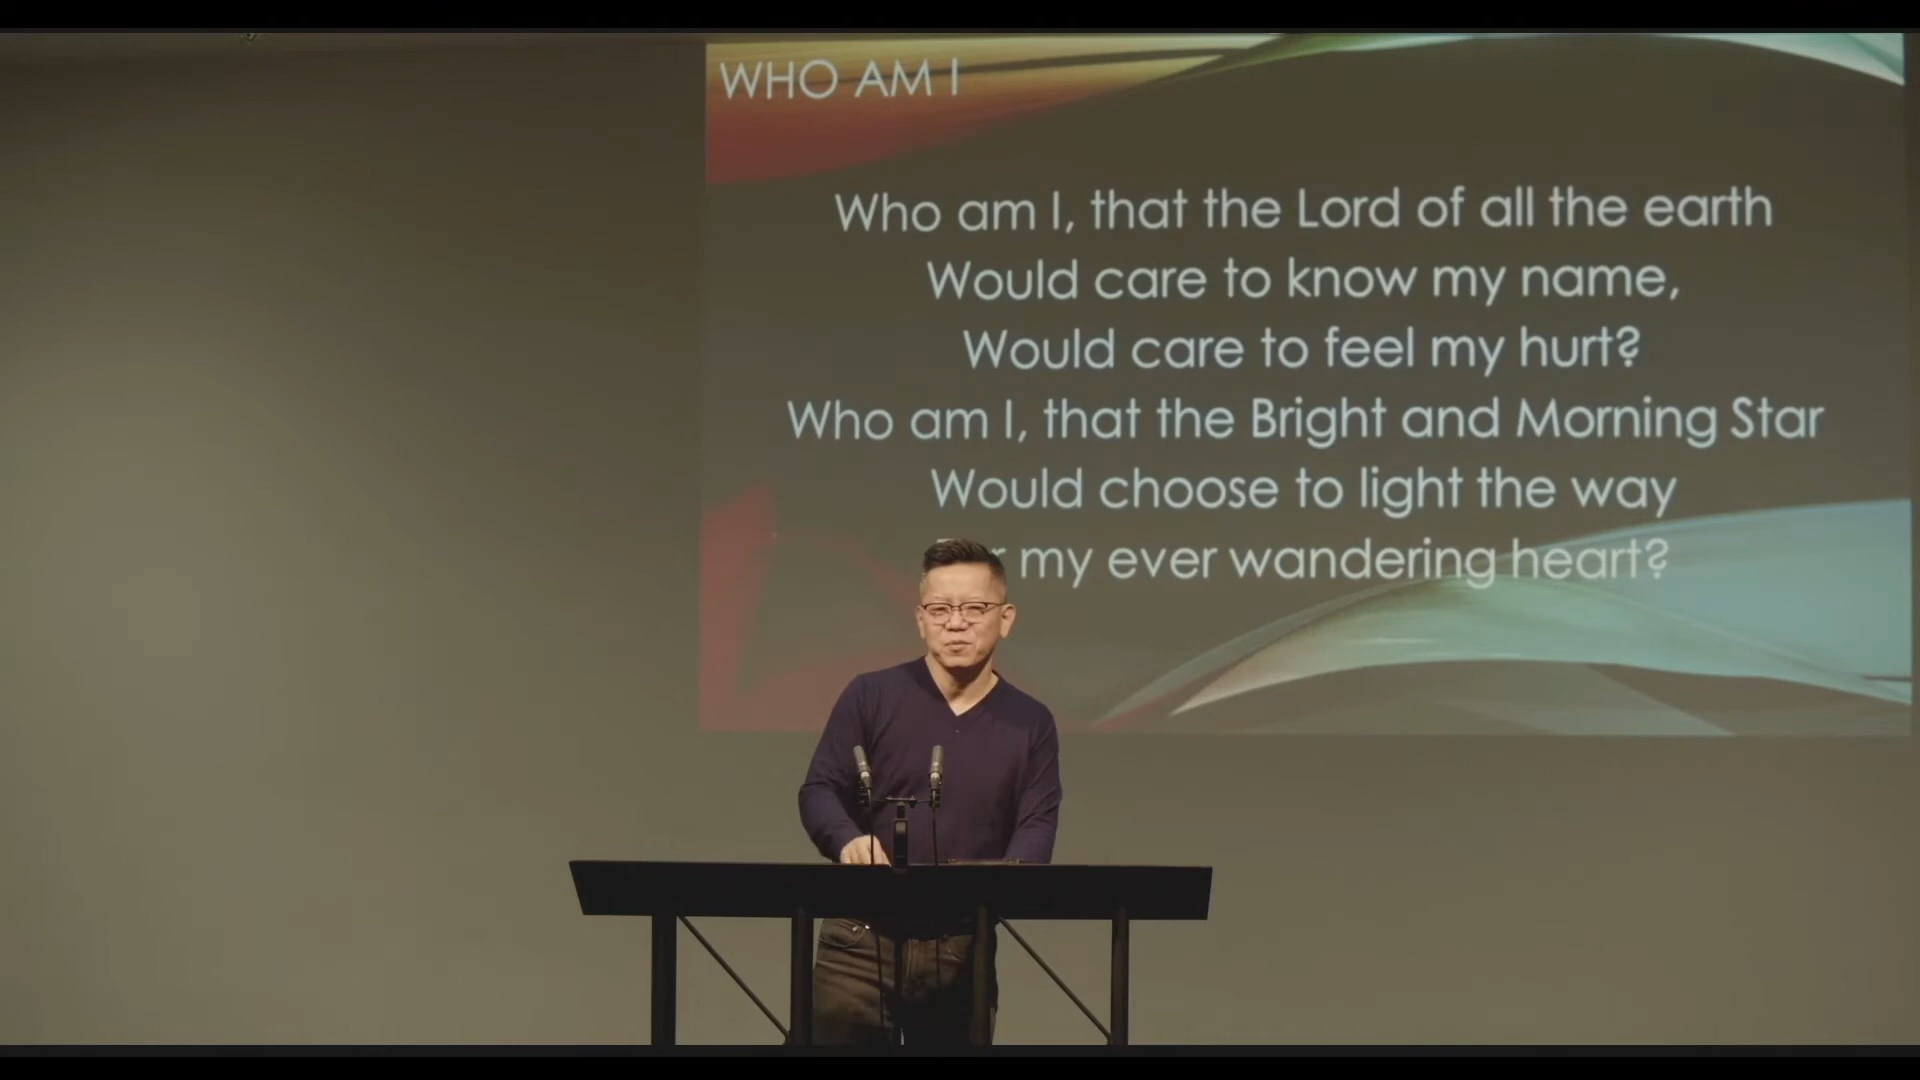 WHO AM I
Who am I, that the Lord of all the earth
Would care to know my name,
Would care to feel my hurt?
Who am I, that the Bright and Morning Star
Would choose to light the way
my ever wandering heart?